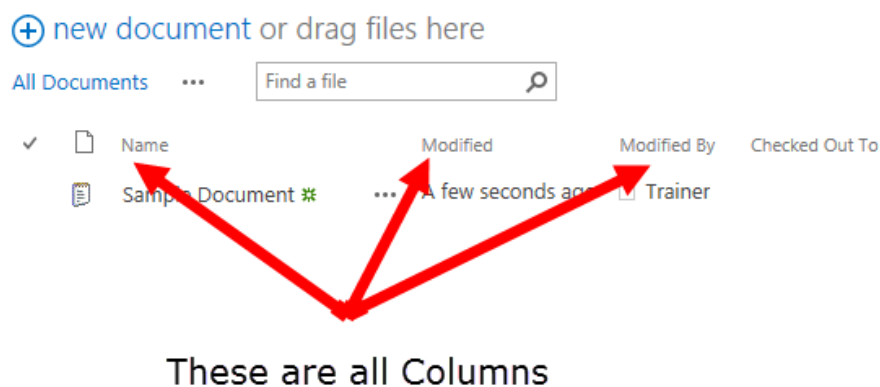 new document or drag files here
All Documents ... Find a file
Name Modified Modified By Checked Out To
Sample Document ... A few seconds ago Trainer
These are all Columns